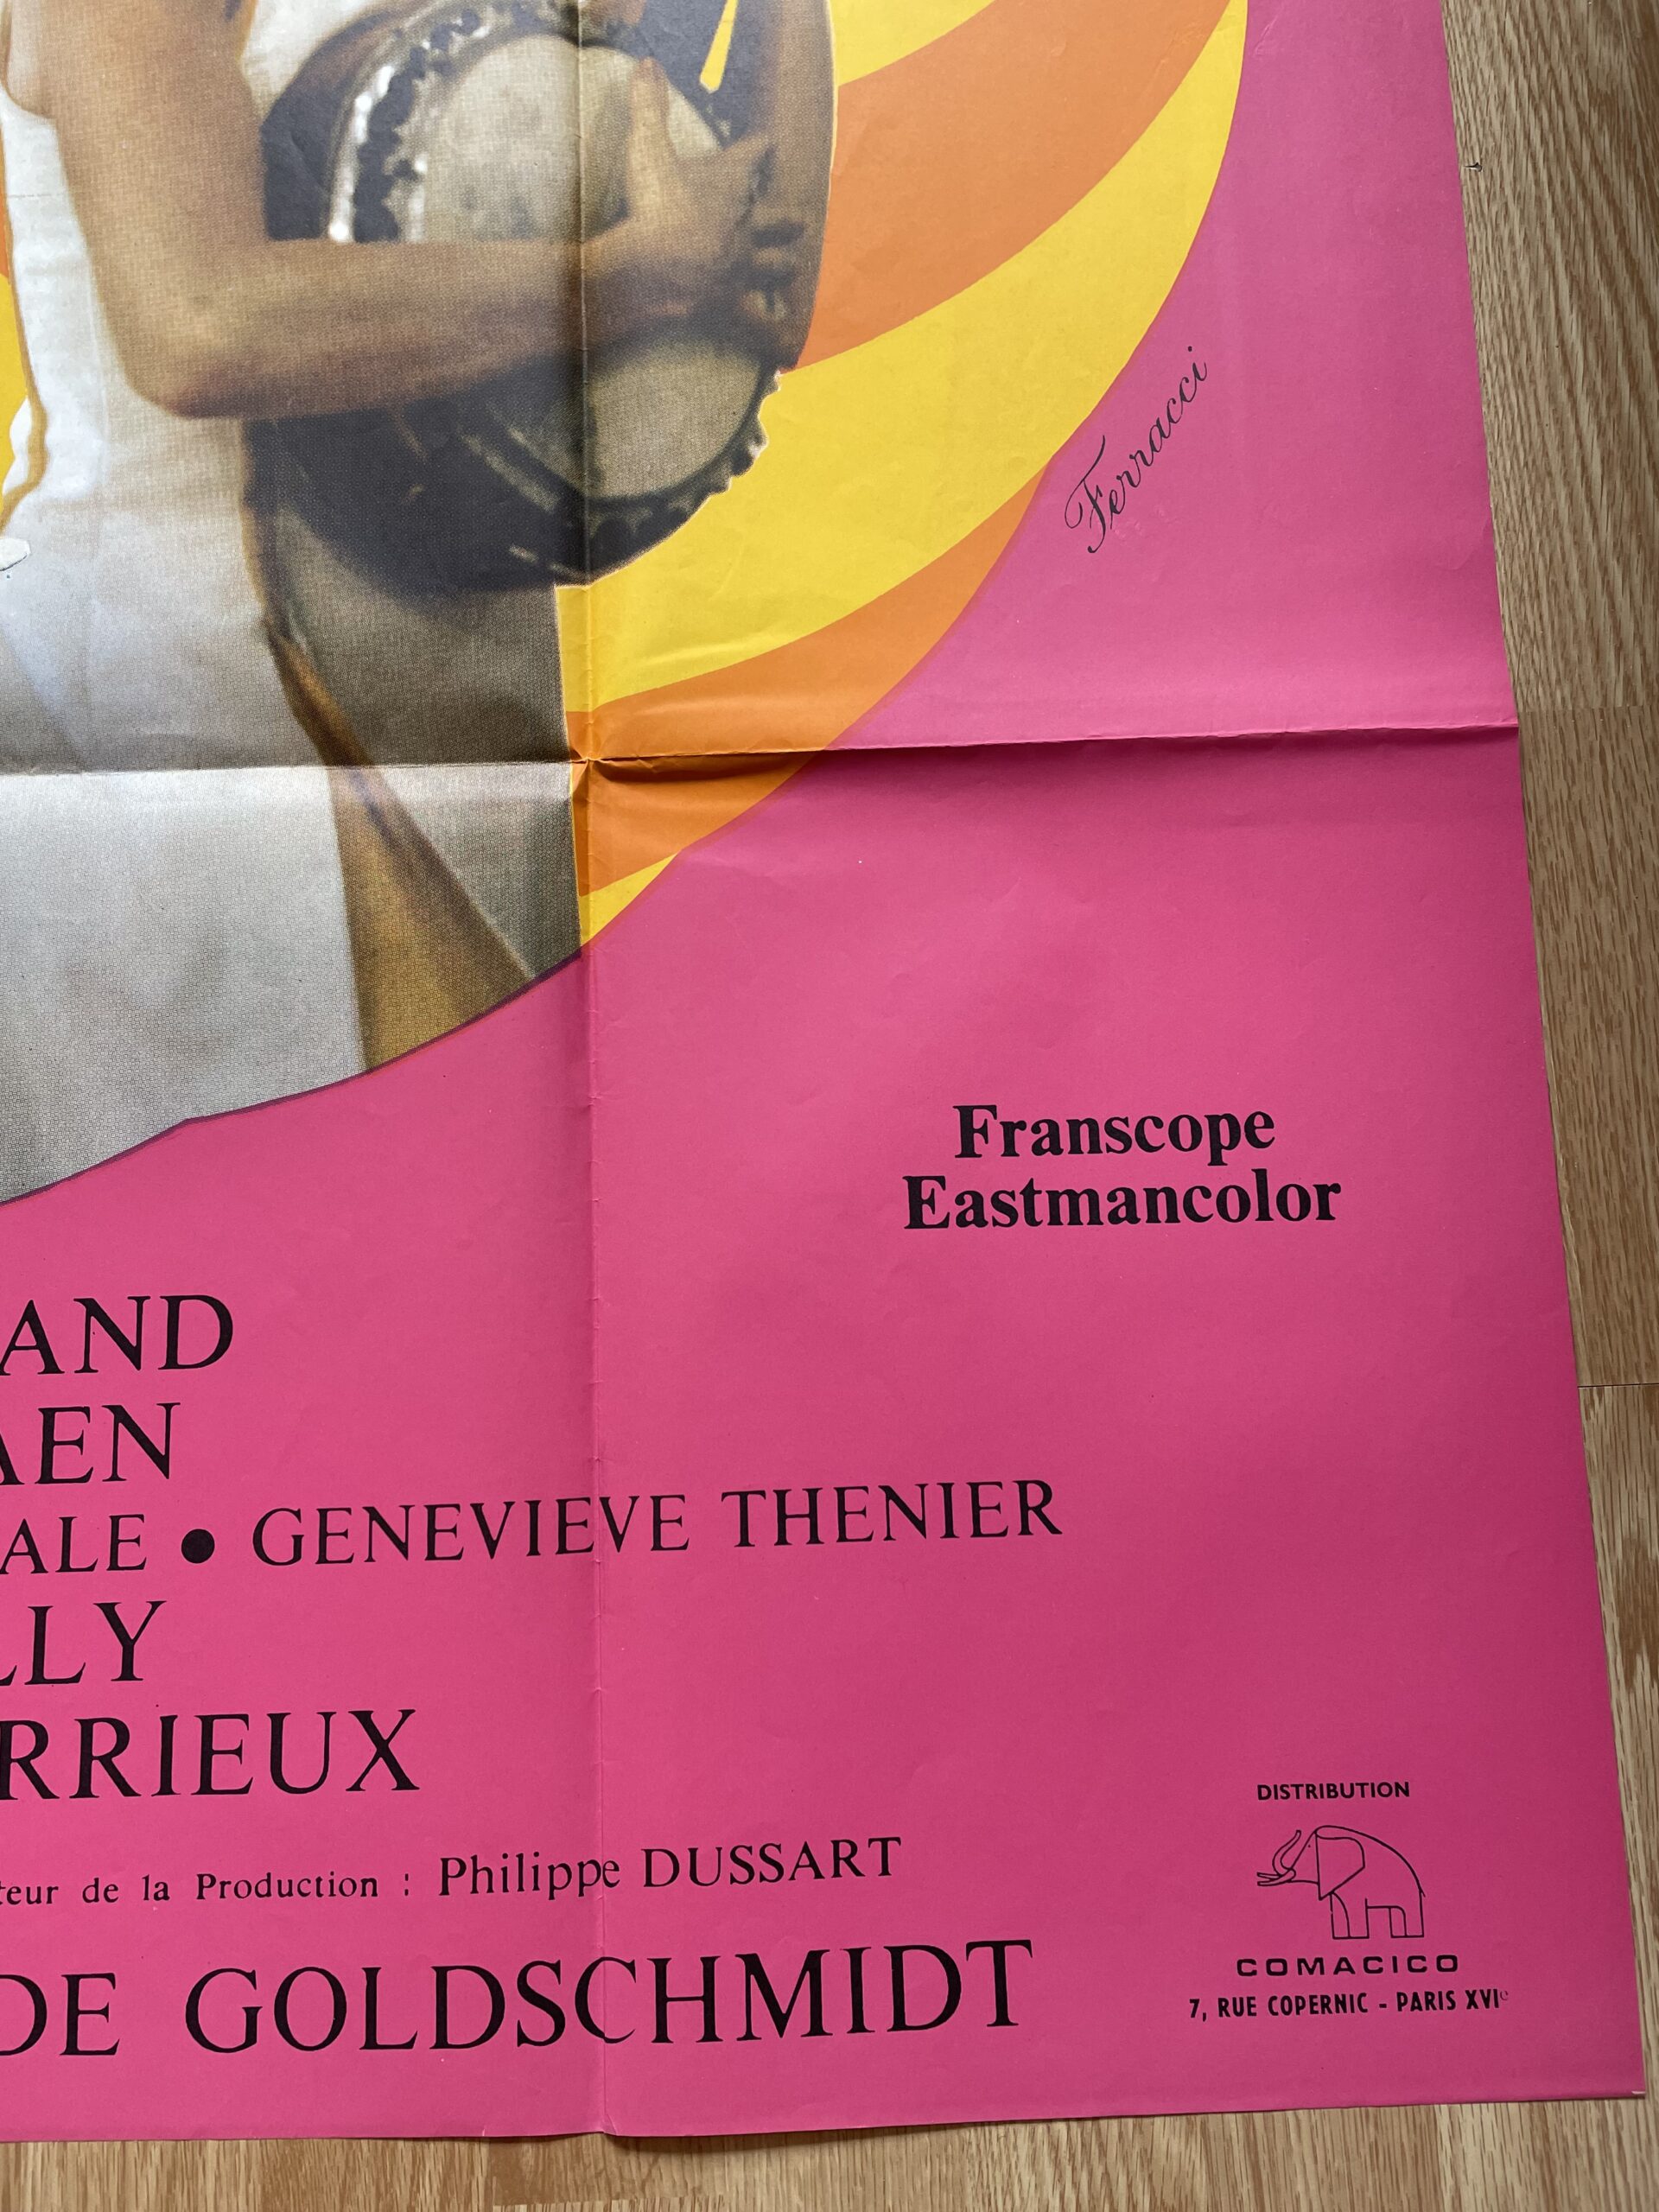 Ferracci
Franscope
Eastmancolor
AND
AEN
ALE • GENEVIEVE THENIER
LLY
RRIEUX
teur de la Production : Philippe DUSSART
DE GOLDSCHMIDT
DISTRIBUTION
COMACICO
7, RUE COPERNIC - PARIS XVIe